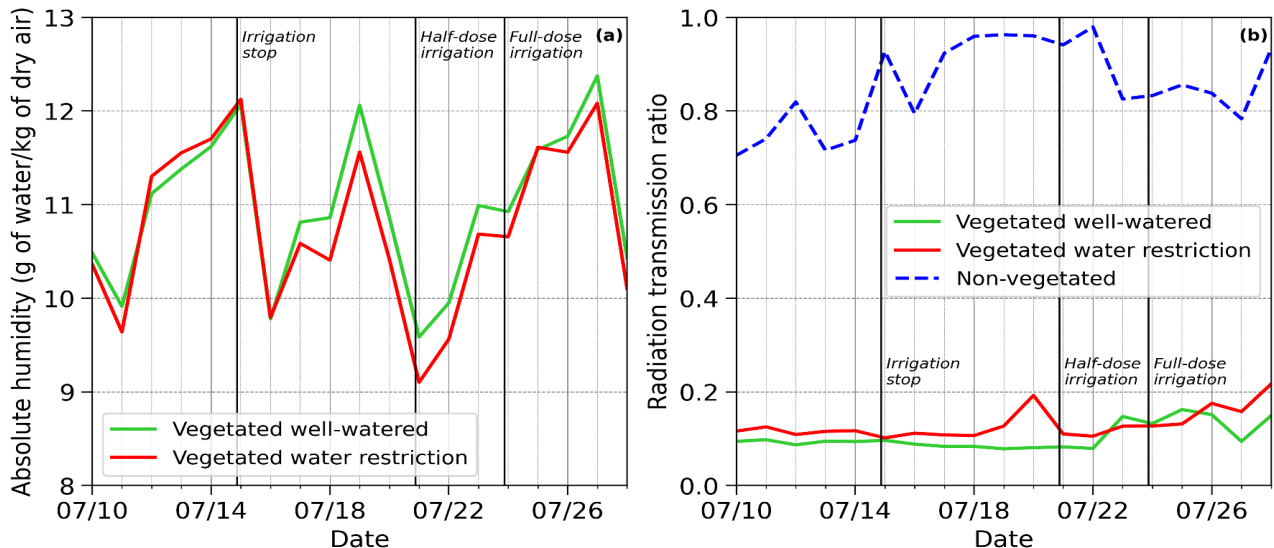 Absolute humidity (g of water/kg of dry air)
13
12
11
10
9
8
Irrigation
stop
Half-dose
irrigation
Full-dose
irrigation
(a)
Vegetated well-watered
Vegetated water restriction
07/10
07/14
07/18
07/22
07/26
Date
Radiation transmission ratio
1.0
0.8
0.6
0.4
0.2
0.0
(b)
Vegetated well-watered
Vegetated water restriction
Non-vegetated
Irrigation
stop
Half-dose
irrigation
Full-dose
irrigation
07/10
07/14
07/18
07/22
07/26
Date